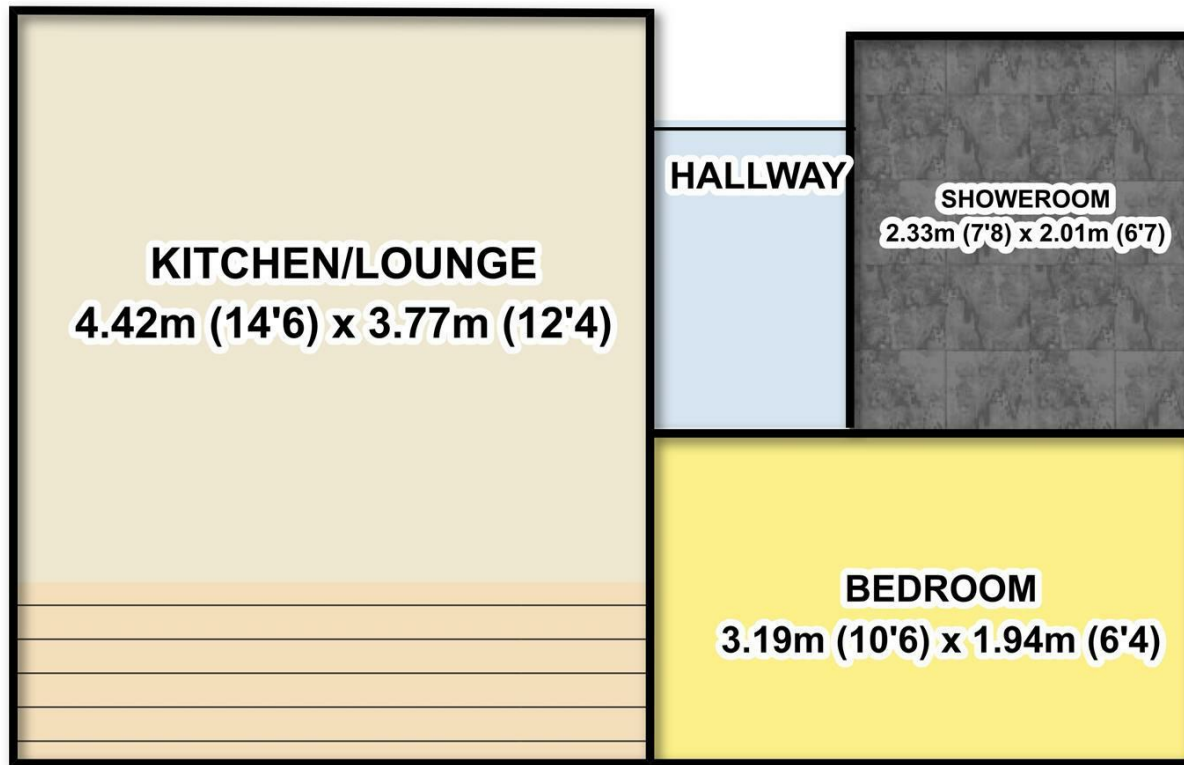 HALLWAY
SHOWEROOM
2.33m (7'8) x 2.01m (6'7)
KITCHEN/LOUNGE
4.42m (14'6) x 3.77m (12'4)
BEDROOM
3.19m (10'6) x 1.94m (6'4)